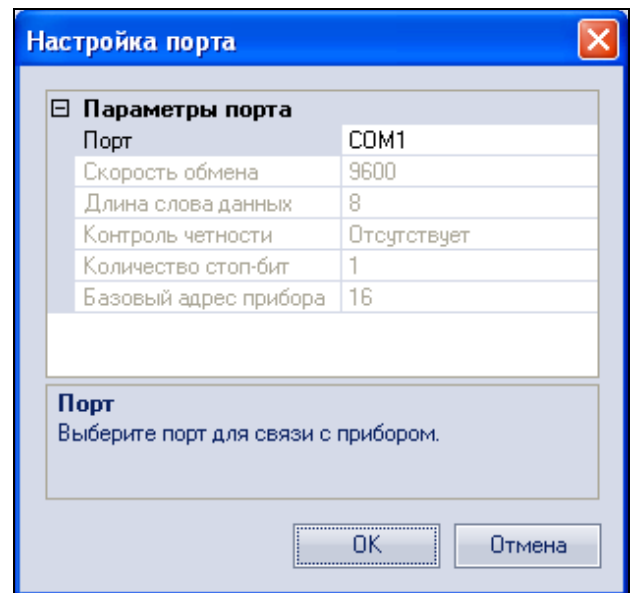 Настройка порта
Параметры порта
Порт COM1
Скорость обмена 9600
Длина слова данных 8
Контроль четности Отсутствует
Количество стоп-бит 1
Базовый адрес прибора 16
Порт
Выберите порт для связи с прибором.
OK Отмена